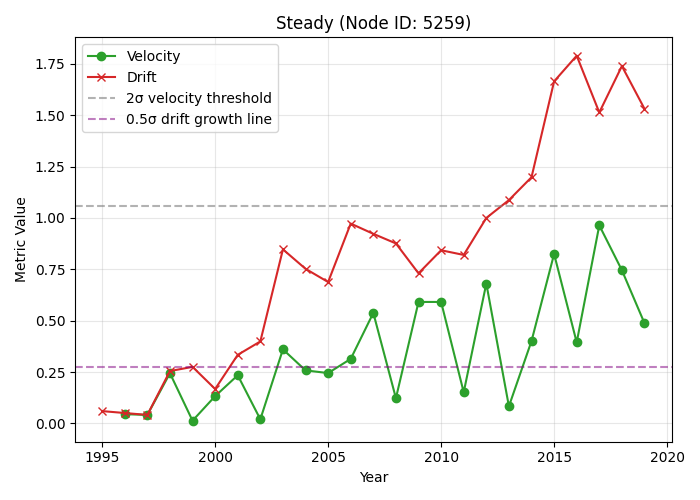 Steady (Node ID: 5259)
Velocity
Drift
2σ velocity threshold
0.5σ drift growth line
Metric Value
1.75
1.50
1.25
1.00
0.75
0.50
0.25
0.00
1995 2000 2005 2010 2015 2020
Year